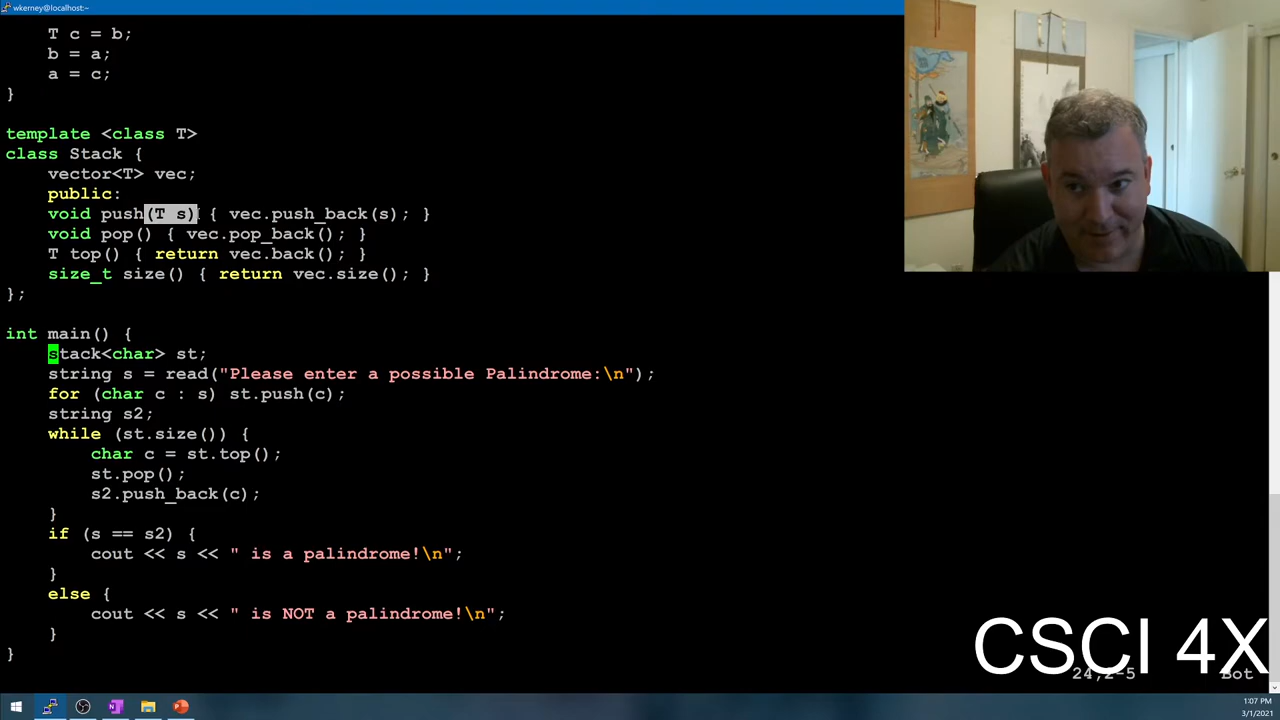 wkerney@localhost:~
T c = b;
b = a;
a = c;
}
template <class T>
class Stack {
vector<T> vec;
public:
void push(T s) { vec.push_back(s); }
void pop() { vec.pop_back(); }
T top() { return vec.back(); }
size_t size() { return vec.size(); }
};
int main() {
stack<char> st;
string s = read("Please enter a possible Palindrome:\n");
for (char c : s) st.push(c);
string s2;
while (st.size()) {
char c = st.top();
st.pop();
s2.push_back(c);
}
if (s == s2) {
cout << s << " is a palindrome!\n";
}
else {
cout << s << " is NOT a palindrome!\n";
}
}
CSCI 4X
24,2-5 Bot
1:07 PM
3/1/2021